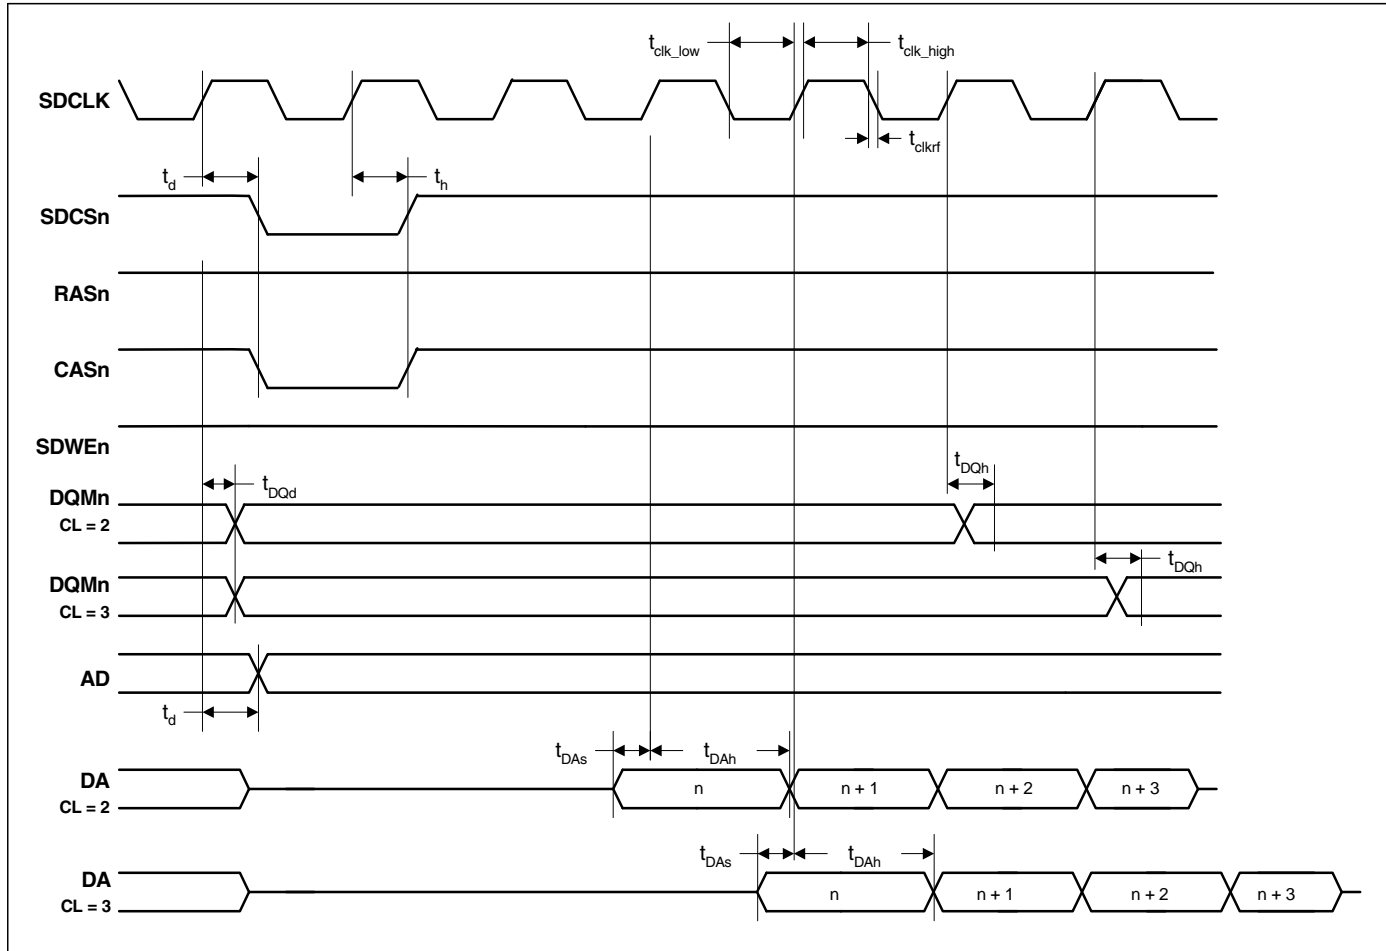 t_clk_low
t_clk_high
SDCLK
t_clkrf
t_d
t_h
SDCSn
RASn
CASn
SDWEn
t_DQd
t_DQh
DQMn
CL = 2
t_DQh
DQMn
CL = 3
AD
t_d
t_DAs
t_DAh
DA
CL = 2
n
n + 1
n + 2
n + 3
t_DAs
t_DAh
DA
CL = 3
n
n + 1
n + 2
n + 3